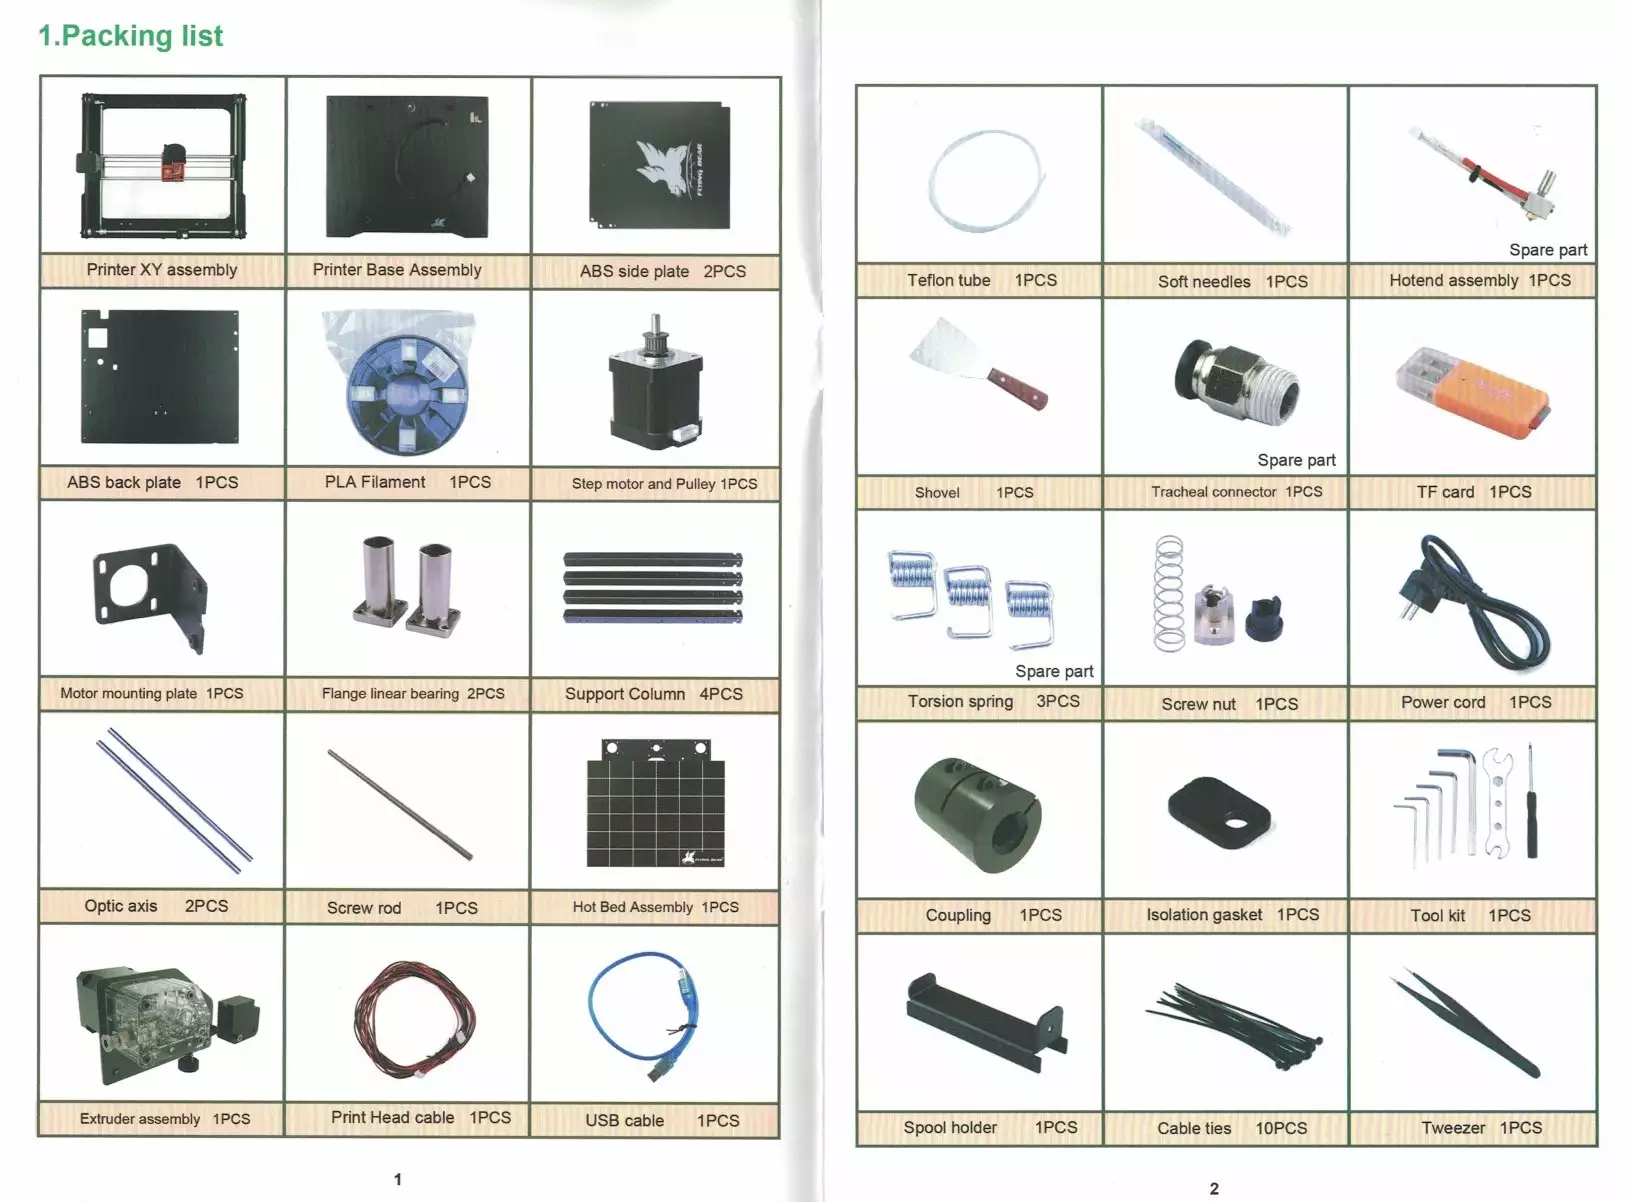 1.Packing list
Printer XY assembly
Printer Base Assembly
FLYING BEAR
ABS side plate 2PCS
ABS back plate 1PCS
PLA Filament 1PCS
Step motor and Pulley 1PCS
Motor mounting plate 1PCS
Flange linear bearing 2PCS
Support Column 4PCS
FLYING BEAR
Optic axis 2PCS
Screw rod 1PCS
Hot Bed Assembly 1PCS
Extruder assembly 1PCS
Print Head cable 1PCS
USB cable 1PCS
1
Spare part
Teflon tube 1PCS
Soft needles 1PCS
Hotend assembly 1PCS
Spare part
Shovel 1PCS
Tracheal connector 1PCS
TF card 1PCS
Spare part
Torsion spring 3PCS
Screw nut 1PCS
Power cord 1PCS
Coupling 1PCS
Isolation gasket 1PCS
Tool kit 1PCS
Spool holder 1PCS
Cable ties 10PCS
Tweezer 1PCS
2